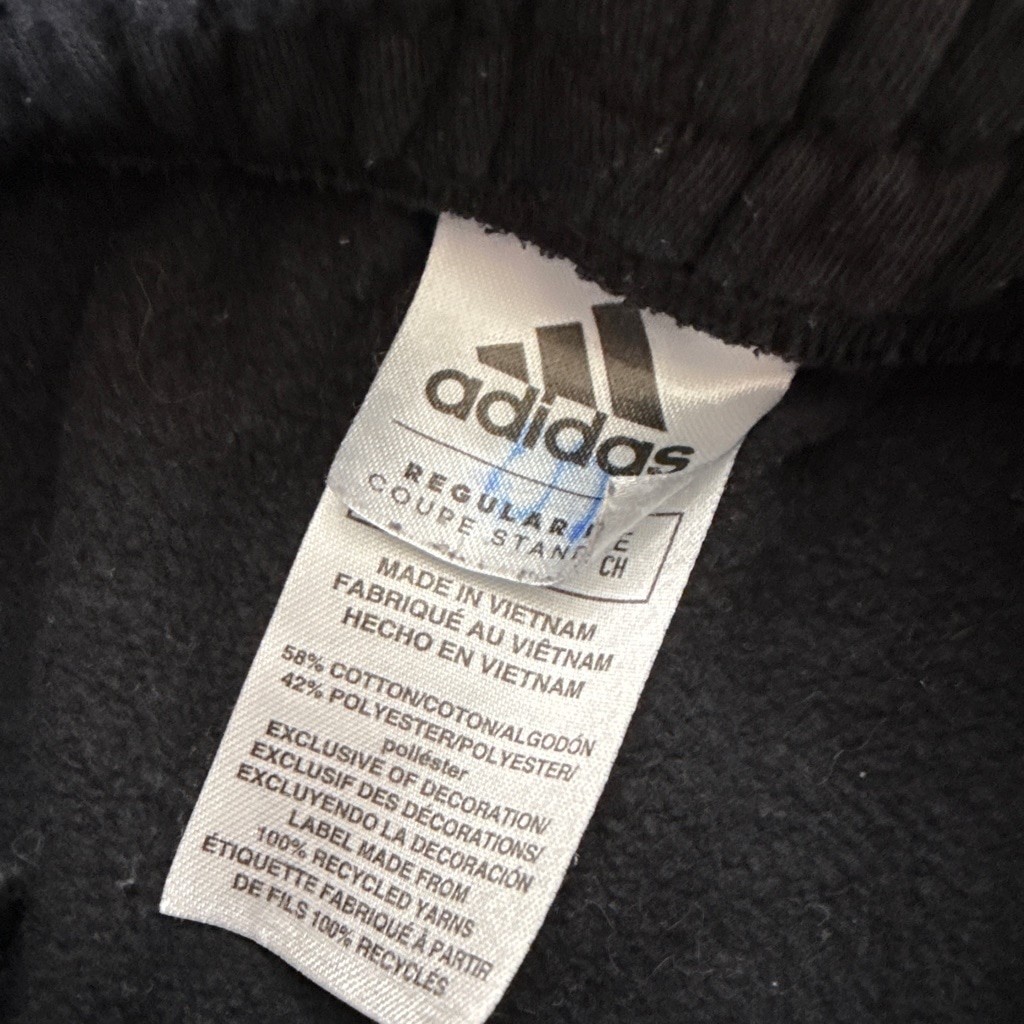 adidas
REGULAR
COUPE STAN
E
CH
MADE IN VIETNAM
FABRIQUÉ AU VIÊTNAM
HECHO EN VIETNAM
58% COTTON/COTON/ALGODÓN
42% POLYESTER/POLYESTER/
poliéster
EXCLUSIVE OF DECORATION/
EXCLUSIF DES DÉCORATIONS/
EXCLUYENDO LA DECORACIÓN
LABEL MADE FROM
100% RECYCLED YARNS
ÉTIQUETTE FABRIQUÉ À PARTIR
DE FILS 100% RECYCLÉS